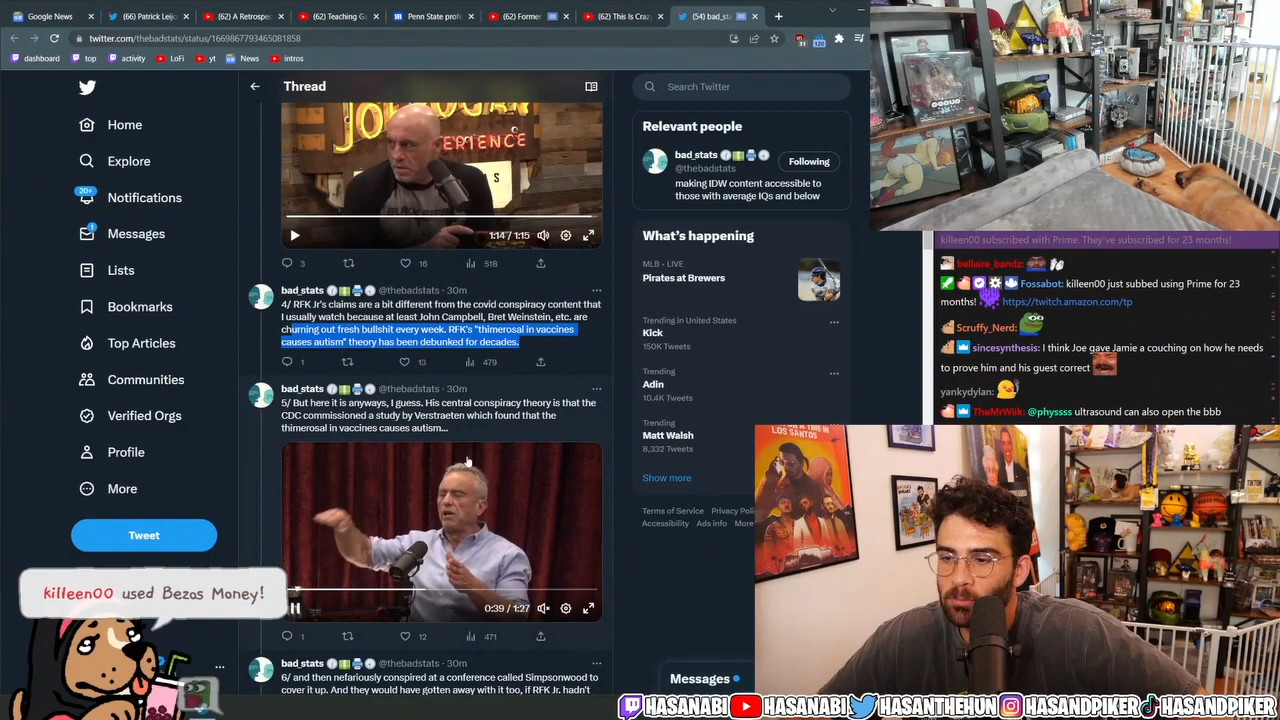 Google News
(66) Patrick Leijo
(62) A Retrospec
(62) Teaching Ga
Penn State prof
(62) Former
(62) This Is Crazy
(54) bad_st
twitter.com/thebadstats/status/1669867793465081858
dashboard
top
activity
LoFi
yt
News
intros
Home
Explore
20+
Notifications
1
Messages
Lists
Bookmarks
Top Articles
Communities
Verified Orgs
Profile
More
Tweet
killeen00 used Bezos Money!
Thread
JOE ROGAN
EXPERIENCE
1:14 / 1:15
3
16
518
bad_stats @thebadstats · 30m
4/ RFK Jr's claims are a bit different from the covid conspiracy content that
I usually watch because at least John Campbell, Bret Weinstein, etc. are
churning out fresh bullshit every week. RFK's "thimerosal in vaccines
causes autism" theory has been debunked for decades.
1
13
479
bad_stats @thebadstats · 30m
5/ But here it is anyways, I guess. His central conspiracy theory is that the
CDC commissioned a study by Verstraeten which found that the
thimerosal in vaccines causes autism...
0:39 / 1:27
1
12
471
bad_stats @thebadstats · 30m
6/ and then nefariously conspired at a conference called Simpsonwood to
cover it up. And they would have gotten away with it too, if RFK Jr. hadn't
Search Twitter
Relevant people
bad_stats
@thebadstats
Following
making IDW content accessible to
those with average IQs and below
What's happening
MLB · LIVE
Pirates at Brewers
Trending in United States
Kick
150K Tweets
Trending
Adin
10.4K Tweets
Trending
Matt Walsh
8,332 Tweets
Show more
Terms of Service
Privacy Poli
Accessibility
Ads info
More
Messages
killeen00 subscribed with Prime. They've subscribed for 23 months!
bellaire_bandz:
Fossabot: killeen00 just subbed using Prime for 23
months! https://twitch.amazon.com/tp
Scruffy_Nerd:
sincesynthesis: I think Joe gave Jamie a couching on how he needs
to prove him and his guest correct
yankydylan:
TheMrWiik: @physsss ultrasound can also open the bbb
LOS SANTOS
HASANABI
HASANABI
HASANTHEHUN
HASANDPIKER
HASANDPIKER